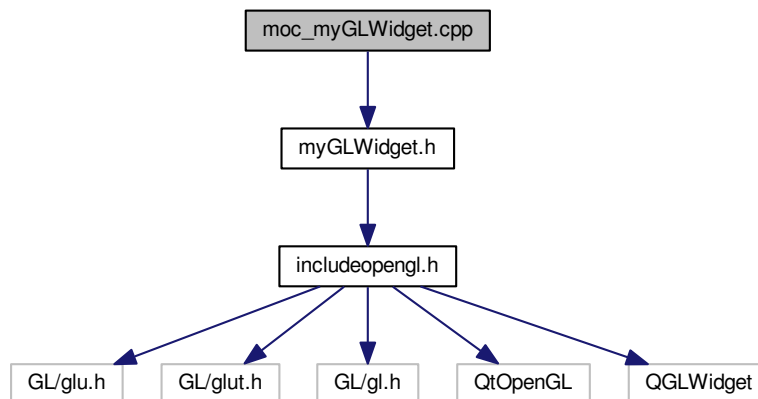 moc_myGLWidget.cpp
myGLWidget.h
includeopengl.h
GL/glu.h
GL/glut.h
GL/gl.h
QtOpenGL
QGLWidget